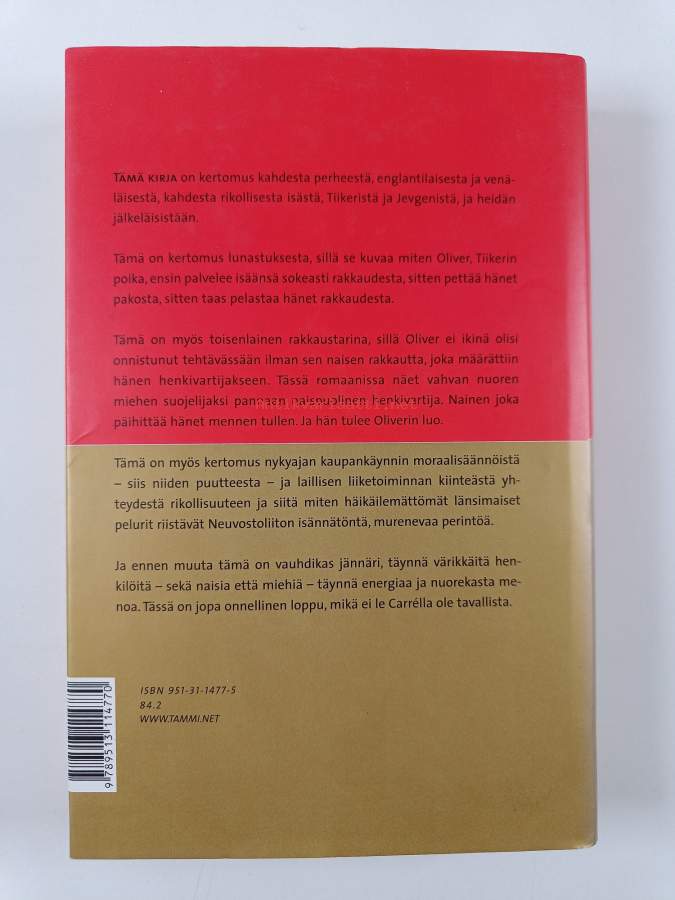 TÄMÄ KIRJA on kertomus kahdesta perheestä, englantilaisesta ja venä-
läisestä, kahdesta rikollisesta isästä, Tiikeristä ja Jevgenistä, ja heidän
jälkeläisistään.
Tämä on kertomus lunastuksesta, sillä se kuvaa miten Oliver, Tiikerin
poika, ensin palvelee isäänsä sokeasti rakkaudesta, sitten pettää hänet
pakosta, sitten taas pelastaa hänet rakkaudesta.
Tämä on myös toisenlainen rakkaustarina, sillä Oliver ei ikinä olisi
onnistunut tehtävässään ilman sen naisen rakkautta, joka määrättiin
hänen henkivartijakseen. Tässä romaanissa näet vahvan nuoren
miehen suojelijaksi pannaan naispuolinen henkivartija. Nainen joka
päihittää hänet mennen tullen. Ja hän tulee Oliverin luo.
Tämä on myös kertomus nykyajan kaupankäynnin moraalisäännöistä
– siis niiden puutteesta – ja laillisen liiketoiminnan kiinteästä yh-
teydestä rikollisuuteen ja siitä miten häikäilemättömät länsimaiset
pelurit riistävät Neuvostoliiton isännätöntä, murenevaa perintöä.
Ja ennen muuta tämä on vauhdikas jännäri, täynnä värikkäitä hen-
kilöitä – sekä naisia että miehiä – täynnä energiaa ja nuorekasta me-
noa. Tässä on jopa onnellinen loppu, mikä ei le Carrélla ole tavallista.
ISBN 951-31-1477-5
84.2
WWW.TAMMI.NET
9 789513 114770